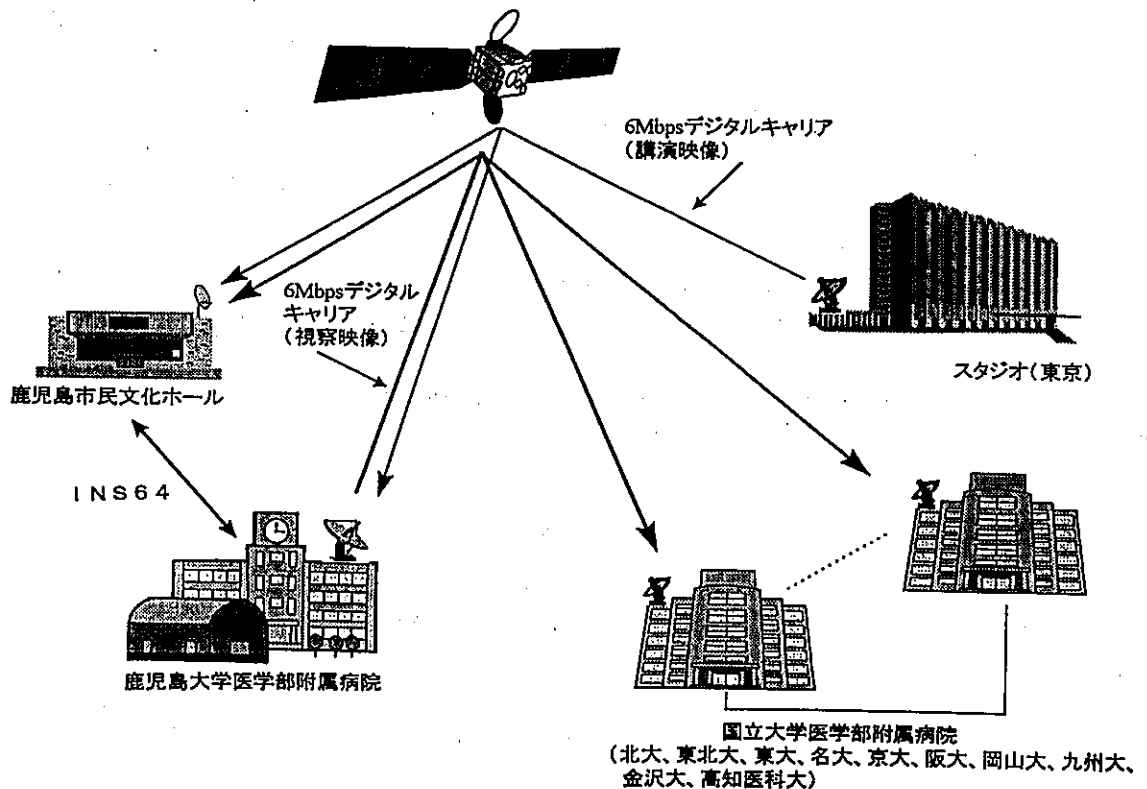 6Mbpsデジタルキャリア
(講演映像)
6Mbpsデジタル
キャリア
(視察映像)
スタジオ(東京)
鹿児島市民文化ホール
INS64
鹿児島大学医学部附属病院
国立大学医学部附属病院
(北大、東北大、東大、名大、京大、阪大、岡山大、九州大、
金沢大、高知医科大)